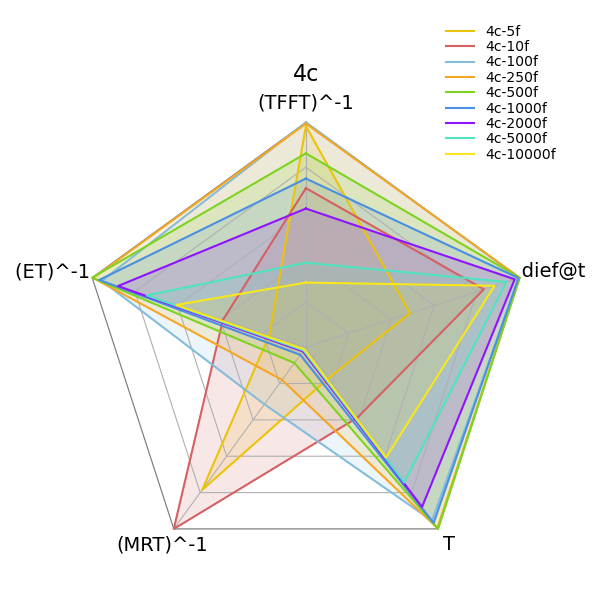 4c
(TFFT)^-1
4c-5f
4c-10f
4c-100f
4c-250f
4c-500f
4c-1000f
4c-2000f
4c-5000f
4c-10000f
(ET)^-1
dief@t
(MRT)^-1
T